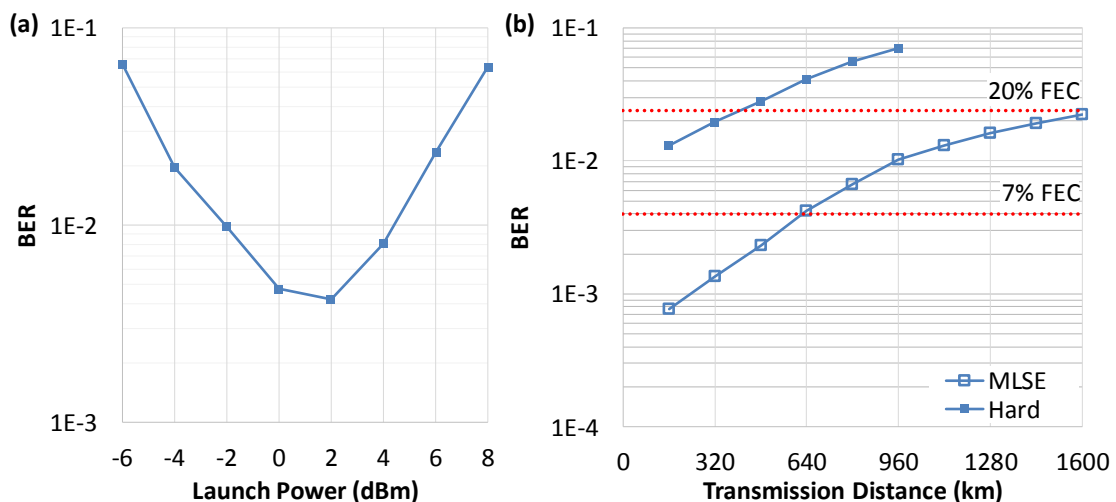 (a)
1E-1
1E-2
1E-3
BER
-6 -4 -2 0 2 4 6 8
Launch Power (dBm)
(b)
1E-1
1E-2
1E-3
1E-4
BER
20% FEC
7% FEC
MLSE
Hard
0 320 640 960 1280 1600
Transmission Distance (km)